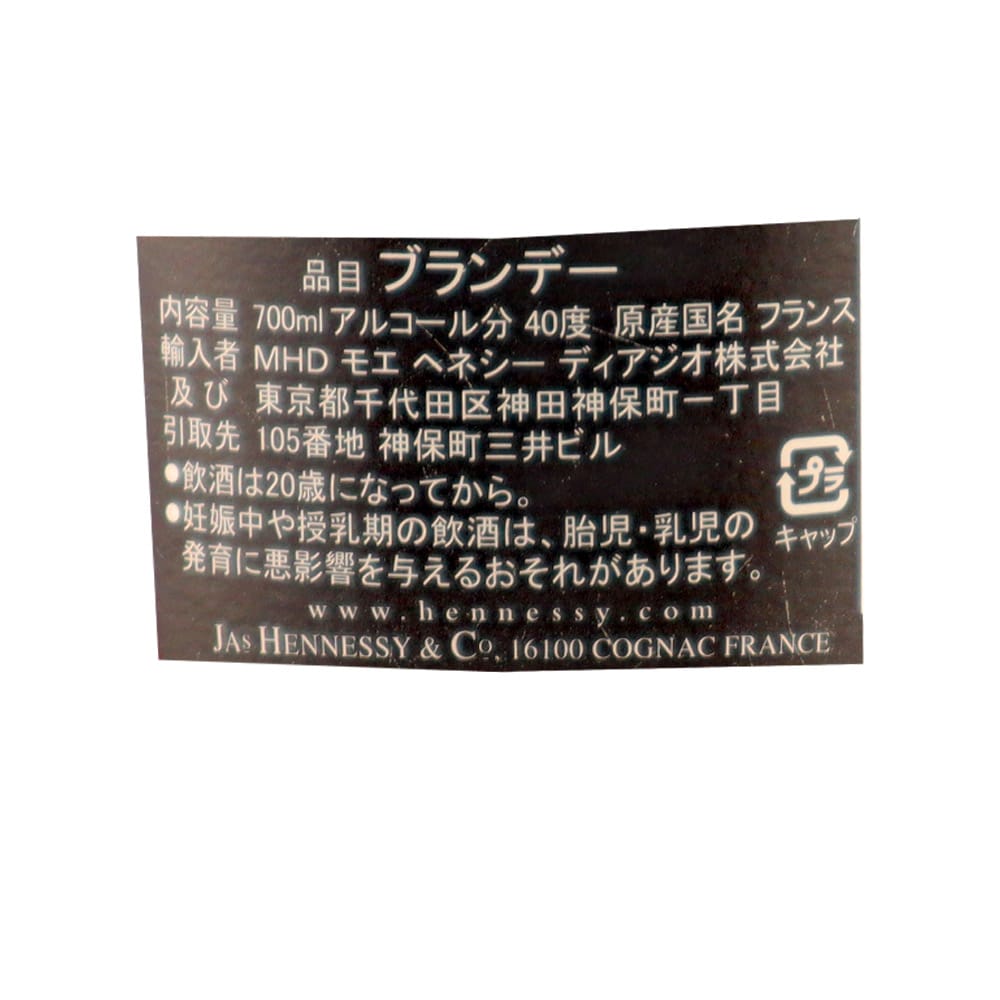 品目 ブランデー
内容量 700ml アルコール分 40度 原産国名 フランス
輸入者 MHD モエ ヘネシー ディアジオ株式会社
及び 東京都千代田区神田神保町一丁目
引取先 105番地 神保町三井ビル
●飲酒は20歳になってから。
●妊娠中や授乳期の飲酒は、胎児・乳児の
発育に悪影響を与えるおそれがあります。
プラ
キャップ
www.hennessy.com
JAS HENNESSY & CO, 16100 COGNAC FRANCE